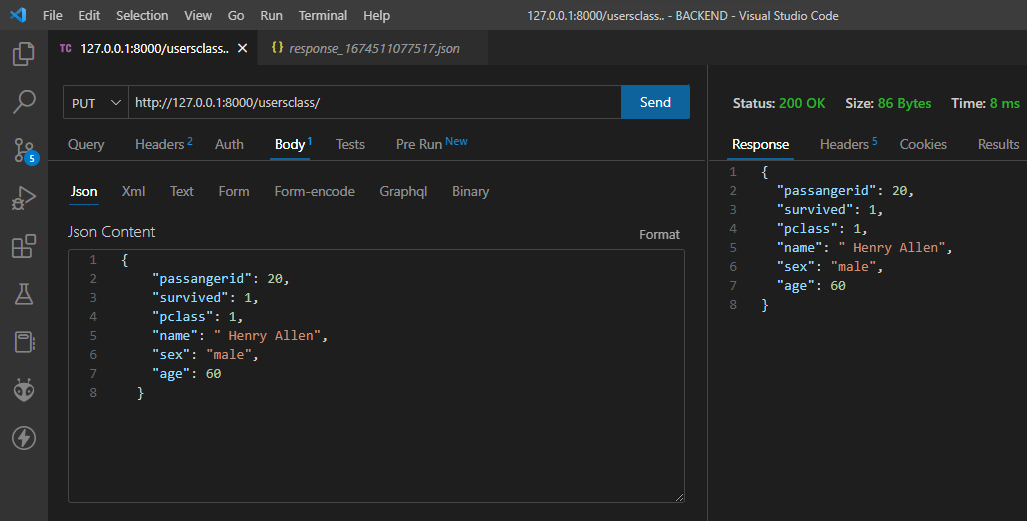 File Edit Selection View Go Run Terminal Help 127.0.0.1:8000/usersclass.. - BACKEND - Visual Studio Code
TC 127.0.0.1:8000/usersclass.. {} response_1674511077517.json
PUT http://127.0.0.1:8000/usersclass/ Send
Query Headers 2 Auth Body 1 Tests Pre Run New
5
Json Xml Text Form Form-encode Graphql Binary
Json Content Format
1 {
2 "passangerid": 20,
3 "survived": 1,
4 "pclass": 1,
5 "name": " Henry Allen",
6 "sex": "male",
7 "age": 60
8 }
Status: 200 OK Size: 86 Bytes Time: 8 ms
Response Headers 5 Cookies Results
1 {
2 "passangerid": 20,
3 "survived": 1,
4 "pclass": 1,
5 "name": " Henry Allen",
6 "sex": "male",
7 "age": 60
8 }